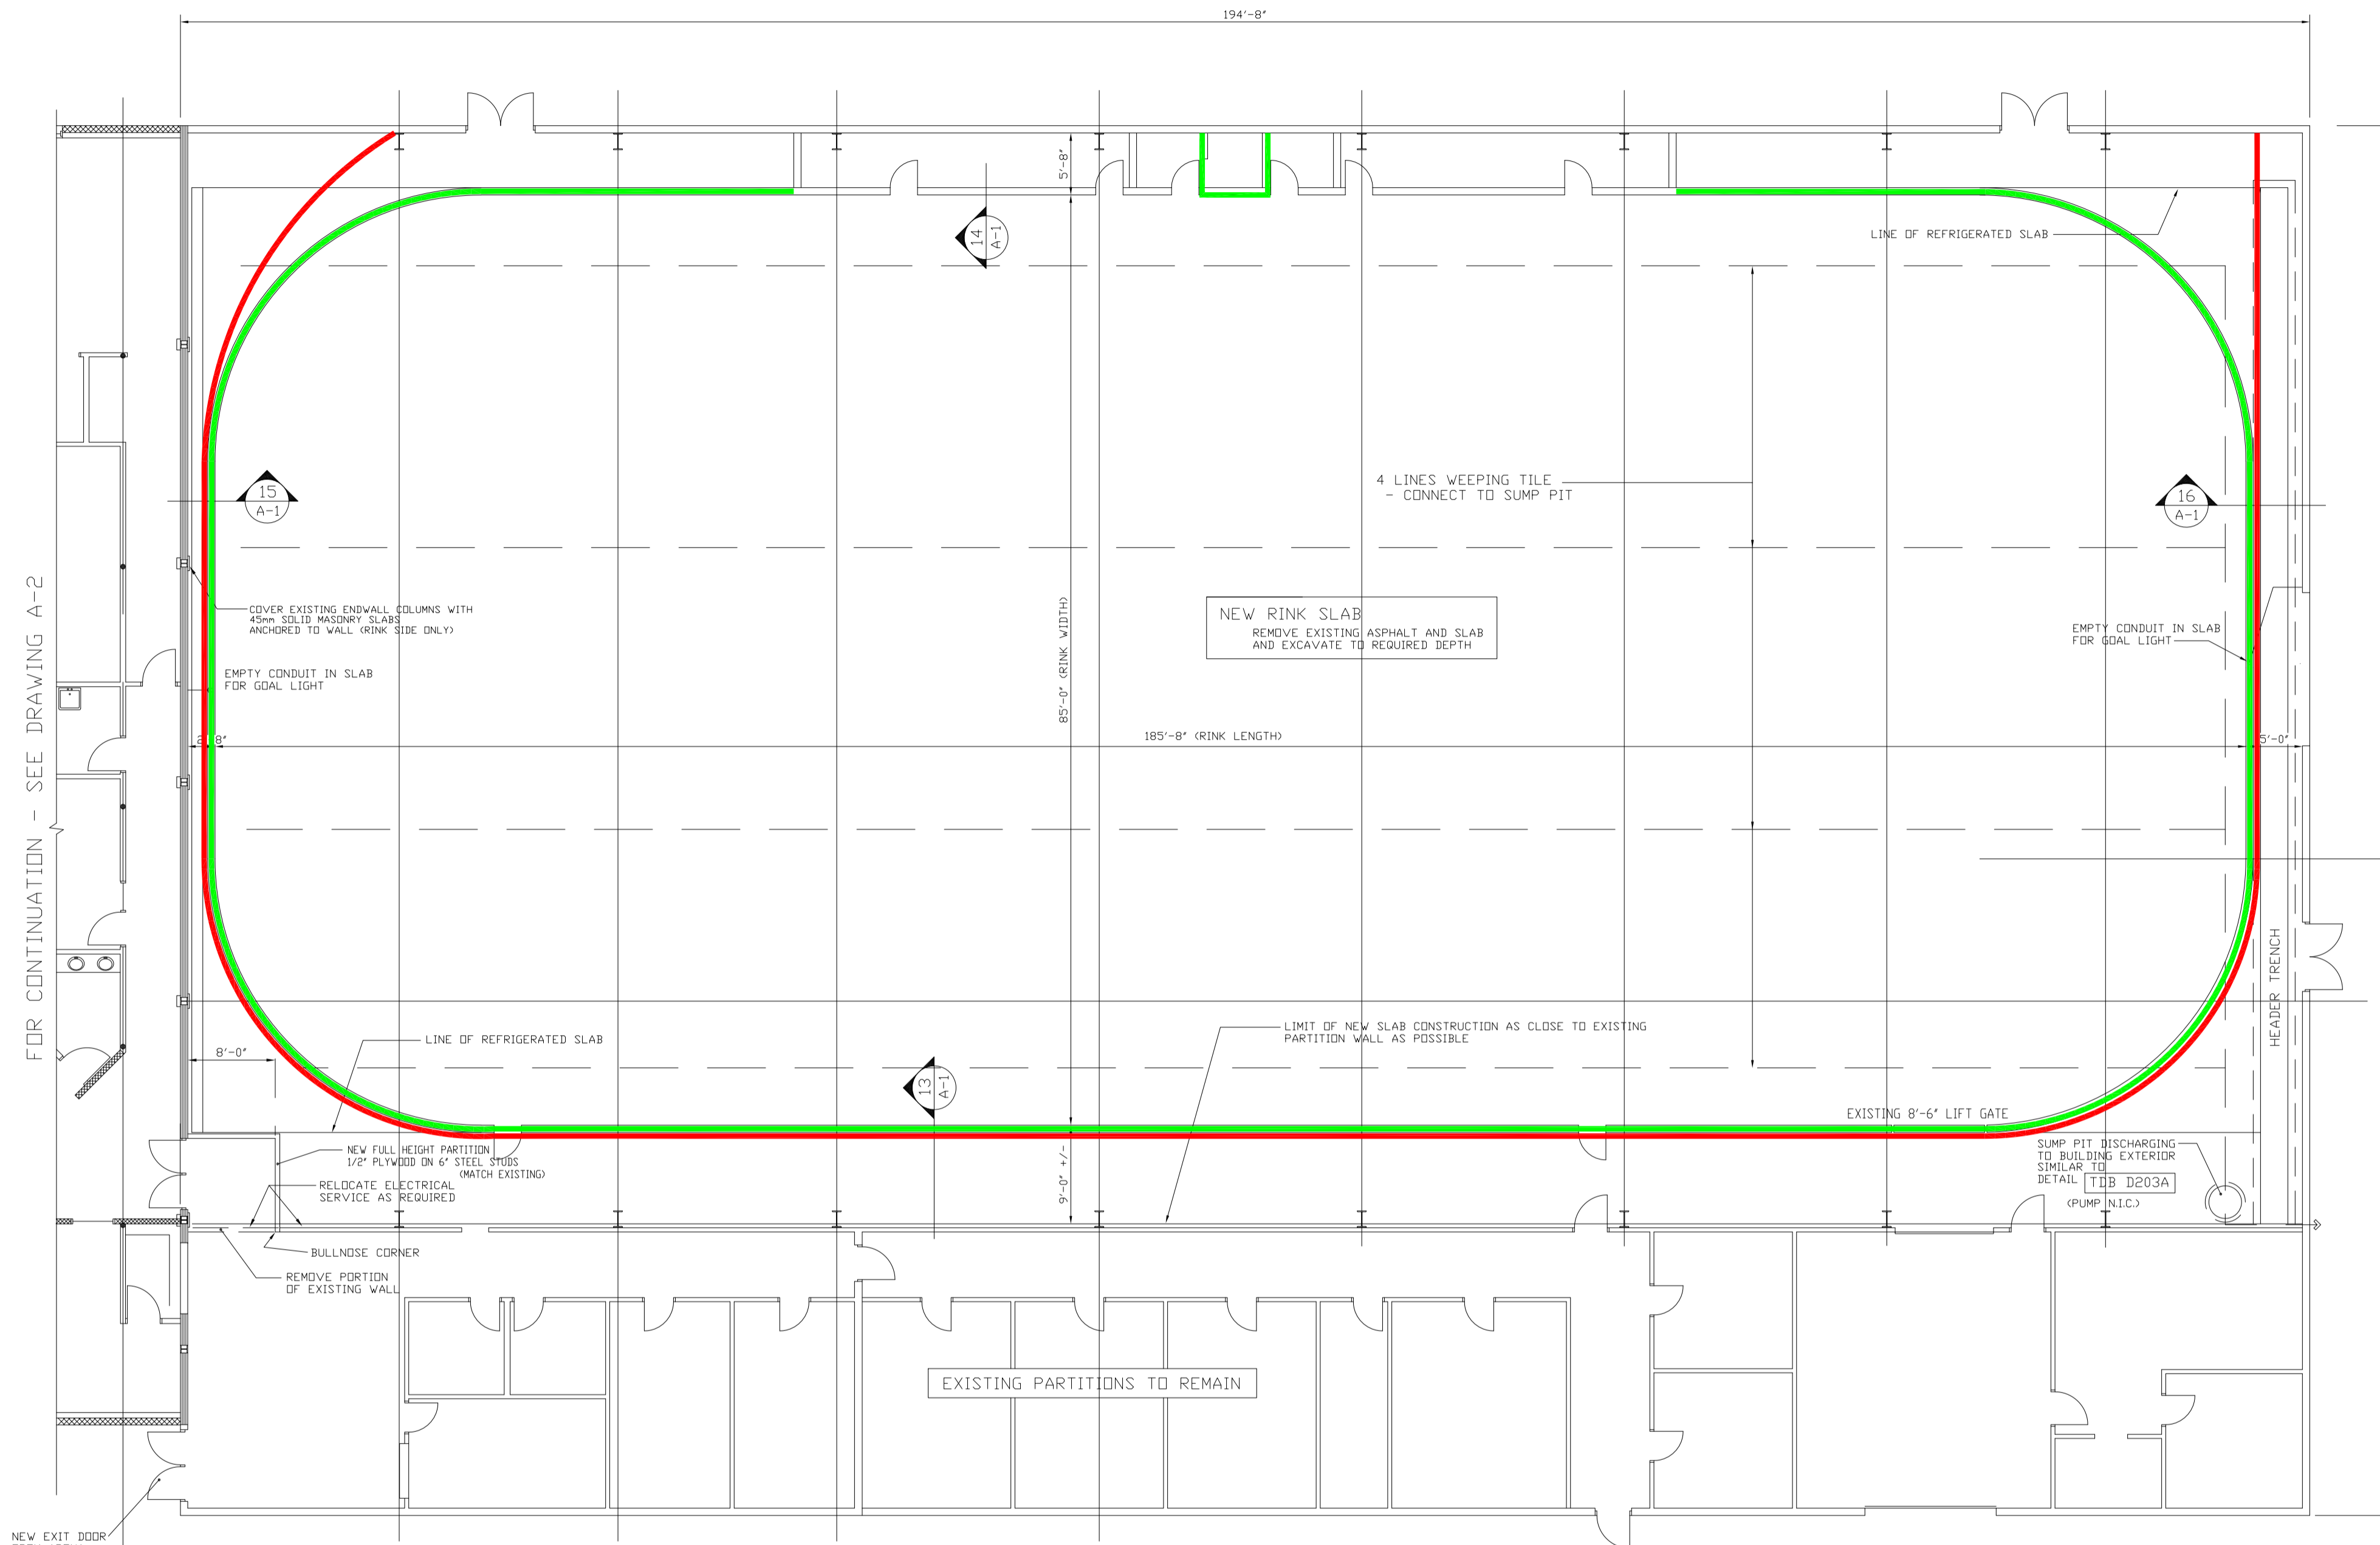 194'-8"
5'-8"
14
A-1
LINE OF REFRIGERATED SLAB
4 LINES WEEPING TILE
- CONNECT TO SUMP PIT
15
A-1
16
A-1
FOR CONTINUATION - SEE DRAWING A-2
COVER EXISTING ENDWALL COLUMNS WITH
45mm SOLID MASONRY SLABS
ANCHORED TO WALL (RINK SIDE ONLY)
NEW RINK SLAB
REMOVE EXISTING ASPHALT AND SLAB
AND EXCAVATE TO REQUIRED DEPTH
EMPTY CONDUIT IN SLAB
FOR GOAL LIGHT
EMPTY CONDUIT IN SLAB
FOR GOAL LIGHT
85'-0" (RINK WIDTH)
185'-8" (RINK LENGTH)
5'-0"
HEADER TRENCH
LINE OF REFRIGERATED SLAB
8'-0"
LIMIT OF NEW SLAB CONSTRUCTION AS CLOSE TO EXISTING
PARTITION WALL AS POSSIBLE
13
A-1
EXISTING 8'-6" LIFT GATE
NEW FULL HEIGHT PARTITION
1/2" PLYWOOD ON 6" STEEL STUDS
(MATCH EXISTING)
RELOCATE ELECTRICAL
SERVICE AS REQUIRED
9'-0" +/-
SUMP PIT DISCHARGING
TO BUILDING EXTERIOR
SIMILAR TO
DETAIL TDB D203A
(PUMP N.I.C.)
BULLNOSE CORNER
REMOVE PORTION
OF EXISTING WALL
EXISTING PARTITIONS TO REMAIN
NEW EXIT DOOR